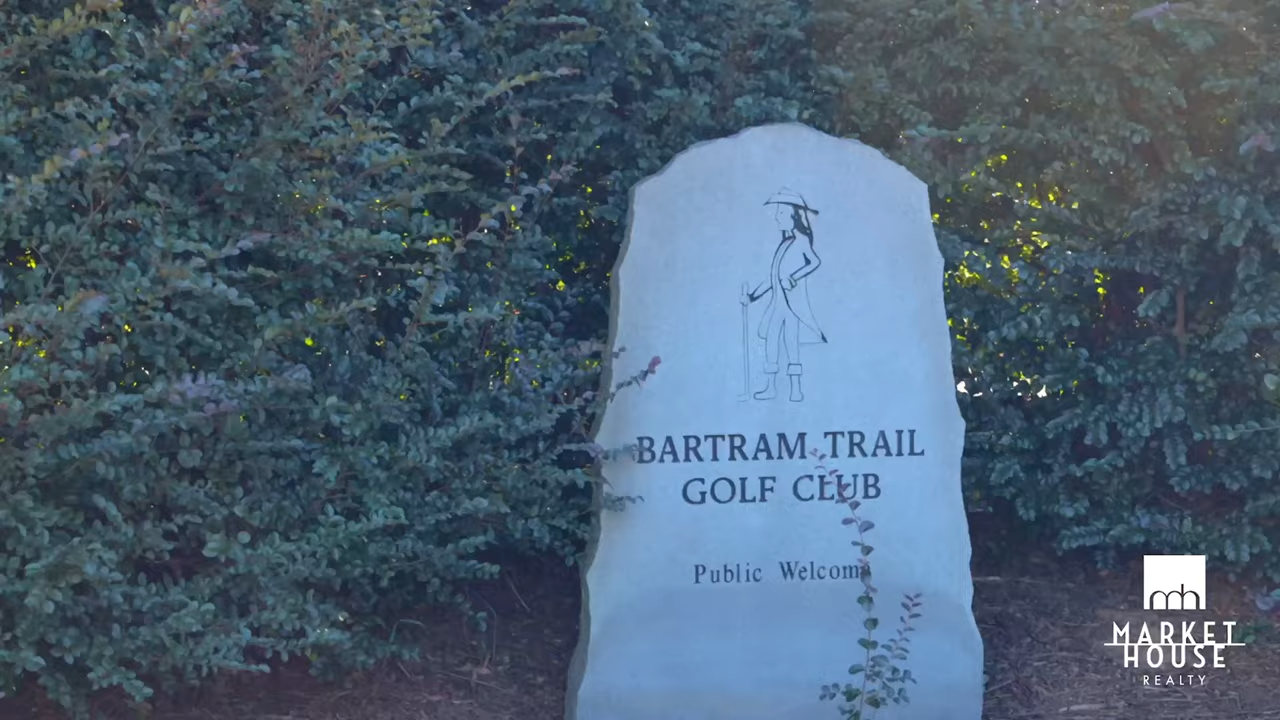 BARTRAM TRAIL
GOLF CLUB
Public Welcome
MARKET
HOUSE
REALTY